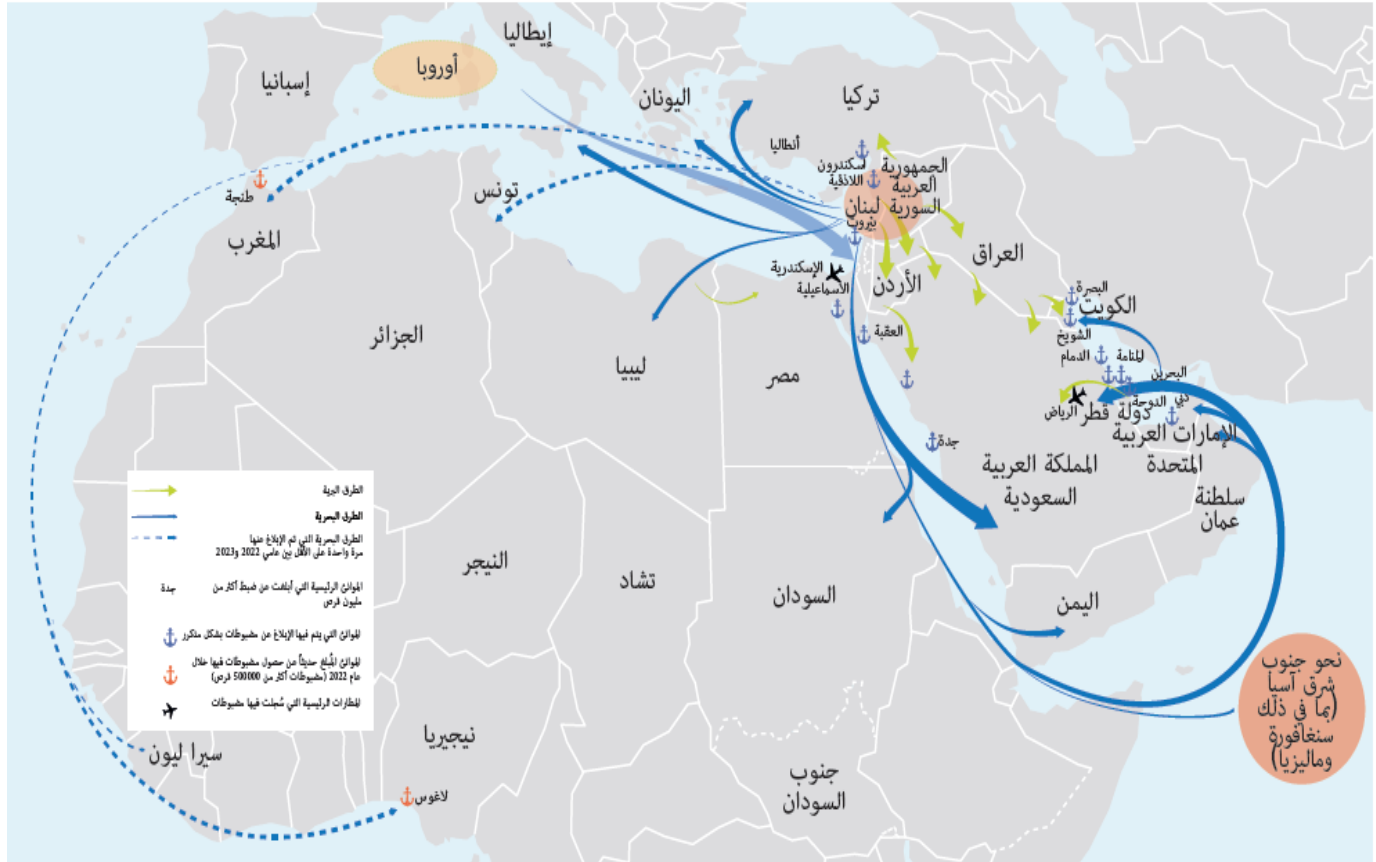 إيطاليا
أوروبا
إسبانيا
اليونان
تركيا
أنطاليا
اسكندرون
اللاذقية
الجمهورية
العربية
السورية
لبنان
بيروت
طنجة
المغرب
تونس
العراق
الإسكندرية
الأسماعيلية
الأردن
العقبة
البصرة
الكويت
الشويخ
المنامة
الدمام
البحرين
دبي
الدوحة
الرياض
دولة قطر
الإمارات العربية
المتحدة
الجزائر
ليبيا
مصر
جدة
المملكة العربية
السعودية
سلطنة
عمان
النيجر
تشاد
السودان
اليمن
نيجيريا
سيرا ليون
لاغوس
جنوب
السودان
نحو جنوب
شرق آسيا
(بما في ذلك
سنغافورة
وماليزيا)
الطرق البرية
الطرق البحرية
الطرق البحرية التي تم الإبلاغ عنها
مرة واحدة على الأقل بين عامي 2022 و2023
جدة
الموانئ الرئيسية التي أبلغت عن ضبط أكثر من
مليون قرص
الموانئ التي يتم فيها الإبلاغ عن مضبوطات بشكل متكرر
الموانئ المُبلغ حديثاً عن حصول مضبوطات فيها خلال
عام 2022 (مضبوطات أكثر من 500000 قرص)
المطارات الرئيسية التي سُجلت فيها مضبوطات